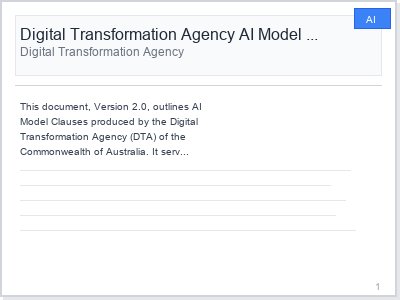 AI
Digital Transformation Agency AI Model ...
Digital Transformation Agency
This document, Version 2.0, outlines AI
Model Clauses produced by the Digital
Transformation Agency (DTA) of the
Commonwealth of Australia. It serv...
1